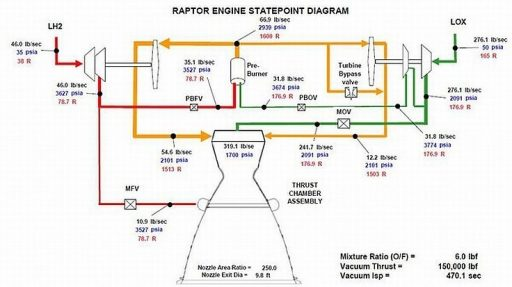 RAPTOR ENGINE STATEPOINT DIAGRAM
LH2
LOX
66.9 lb/sec
2939 psia
1600 R
46.0 lb/sec
35 psia
38 R
276.1 lb/sec
50 psia
165 R
46.0 lb/sec
3627 psia
78.7 R
35.1 lb/sec
3527 psia
78.7 R
Pre-
Burner
31.8 lb/sec
3674 psia
176.9 R
Turbine
Bypass
valve
276.1 lb/sec
2091 psia
176.9 R
PBFV
PBOV
MOV
31.8 lb/sec
3774 psia
176.9 R
54.6 lb/sec
2101 psia
1513 R
319.1 lb/sec
1700 psia
241.7 lb/sec
2091 psia
176.9 R
12.2 lb/sec
2101 psia
1503 R
MFV
THRUST
CHAMBER
ASSEMBLY
10.9 lb/sec
3527 psia
78.7 R
Nozzle Area Ratio = 250.0
Nozzle Exit Dia = 9.8 ft
Mixture Ratio (O/F) = 6.0 lbf
Vacuum Thrust = 150,000 lbf
Vacuum Isp = 470.1 sec